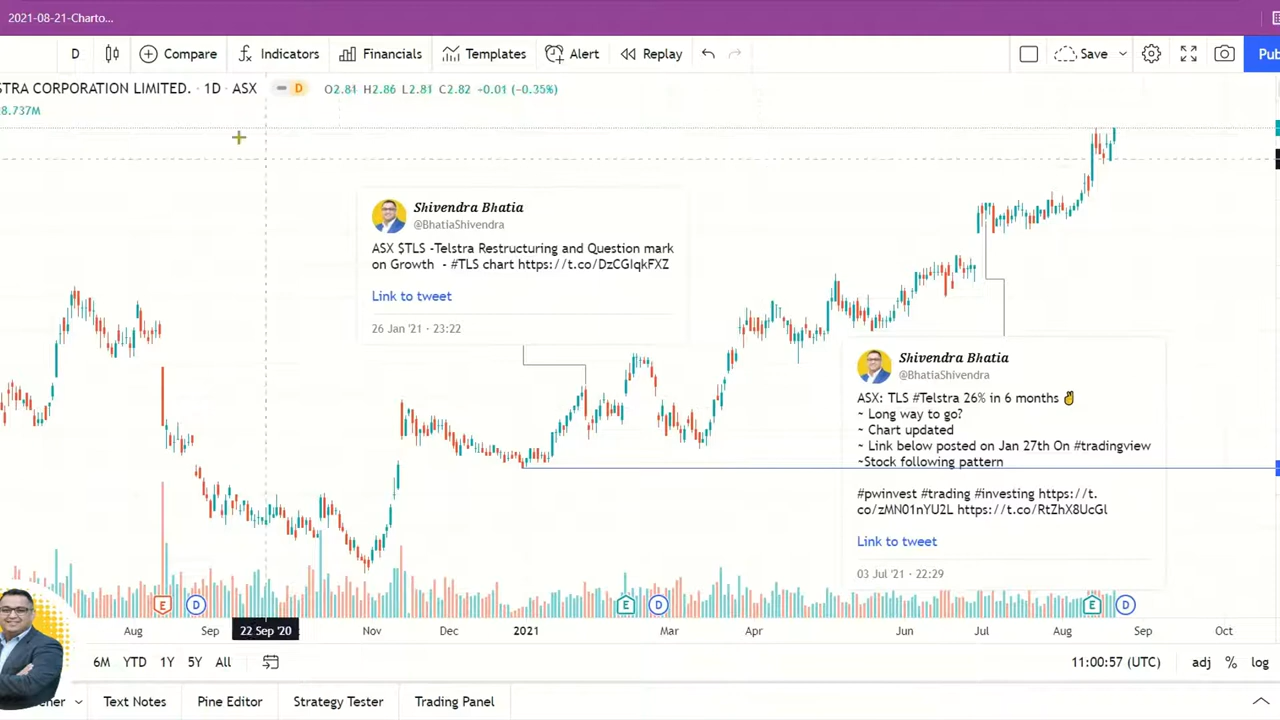 2021-08-21-Charto...
D
Compare
Indicators
Financials
Templates
Alert
Replay
Save
Pub
STRA CORPORATION LIMITED. · 1D · ASX
D
O2.81 H2.86 L2.81 C2.82 +0.01 (−0.35%)
8.737M
Shivendra Bhatia
@BhatiaShivendra
ASX $TLS -Telstra Restructuring and Question mark
on Growth - #TLS chart https://t.co/DzCGIqkFXZ
Link to tweet
26 Jan '21 · 23:22
Shivendra Bhatia
@BhatiaShivendra
ASX: TLS #Telstra 26% in 6 months ✌
~ Long way to go?
~ Chart updated
~ Link below posted on Jan 27th On #tradingview
~Stock following pattern
#pwinvest #trading #investing https://t.
co/zMN01nYU2L https://t.co/RtZhX8UcGl
Link to tweet
03 Jul '21 · 22:29
E
D
E
D
E
D
Aug
Sep
22 Sep '20
Nov
Dec
2021
Mar
Apr
Jun
Jul
Aug
Sep
Oct
6M
YTD
1Y
5Y
All
11:00:57 (UTC)
adj
%
log
ener
Text Notes
Pine Editor
Strategy Tester
Trading Panel